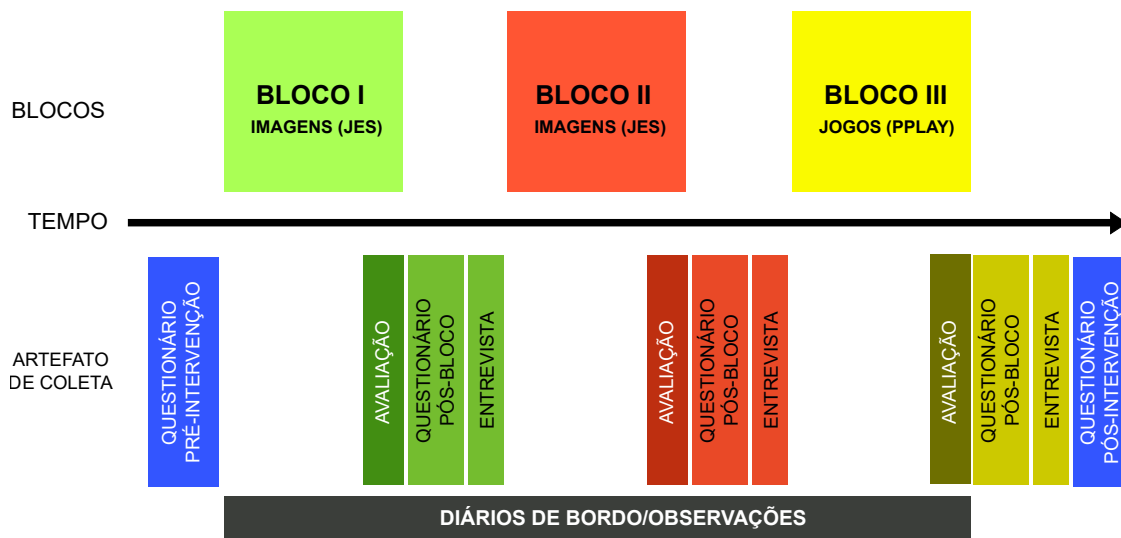 BLOCOS
BLOCO I
IMAGENS (JES)
BLOCO II
IMAGENS (JES)
BLOCO III
JOGOS (PPLAY)
TEMPO
ARTEFATO
DE COLETA
QUESTIONÁRIO
PRÉ-INTERVENÇÃO
AVALIAÇÃO
QUESTIONÁRIO
PÓS-BLOCO
ENTREVISTA
AVALIAÇÃO
QUESTIONÁRIO
PÓS-BLOCO
ENTREVISTA
AVALIAÇÃO
QUESTIONÁRIO
PÓS-BLOCO
ENTREVISTA
QUESTIONÁRIO
PÓS-INTERVENÇÃO
DIÁRIOS DE BORDO/OBSERVAÇÕES